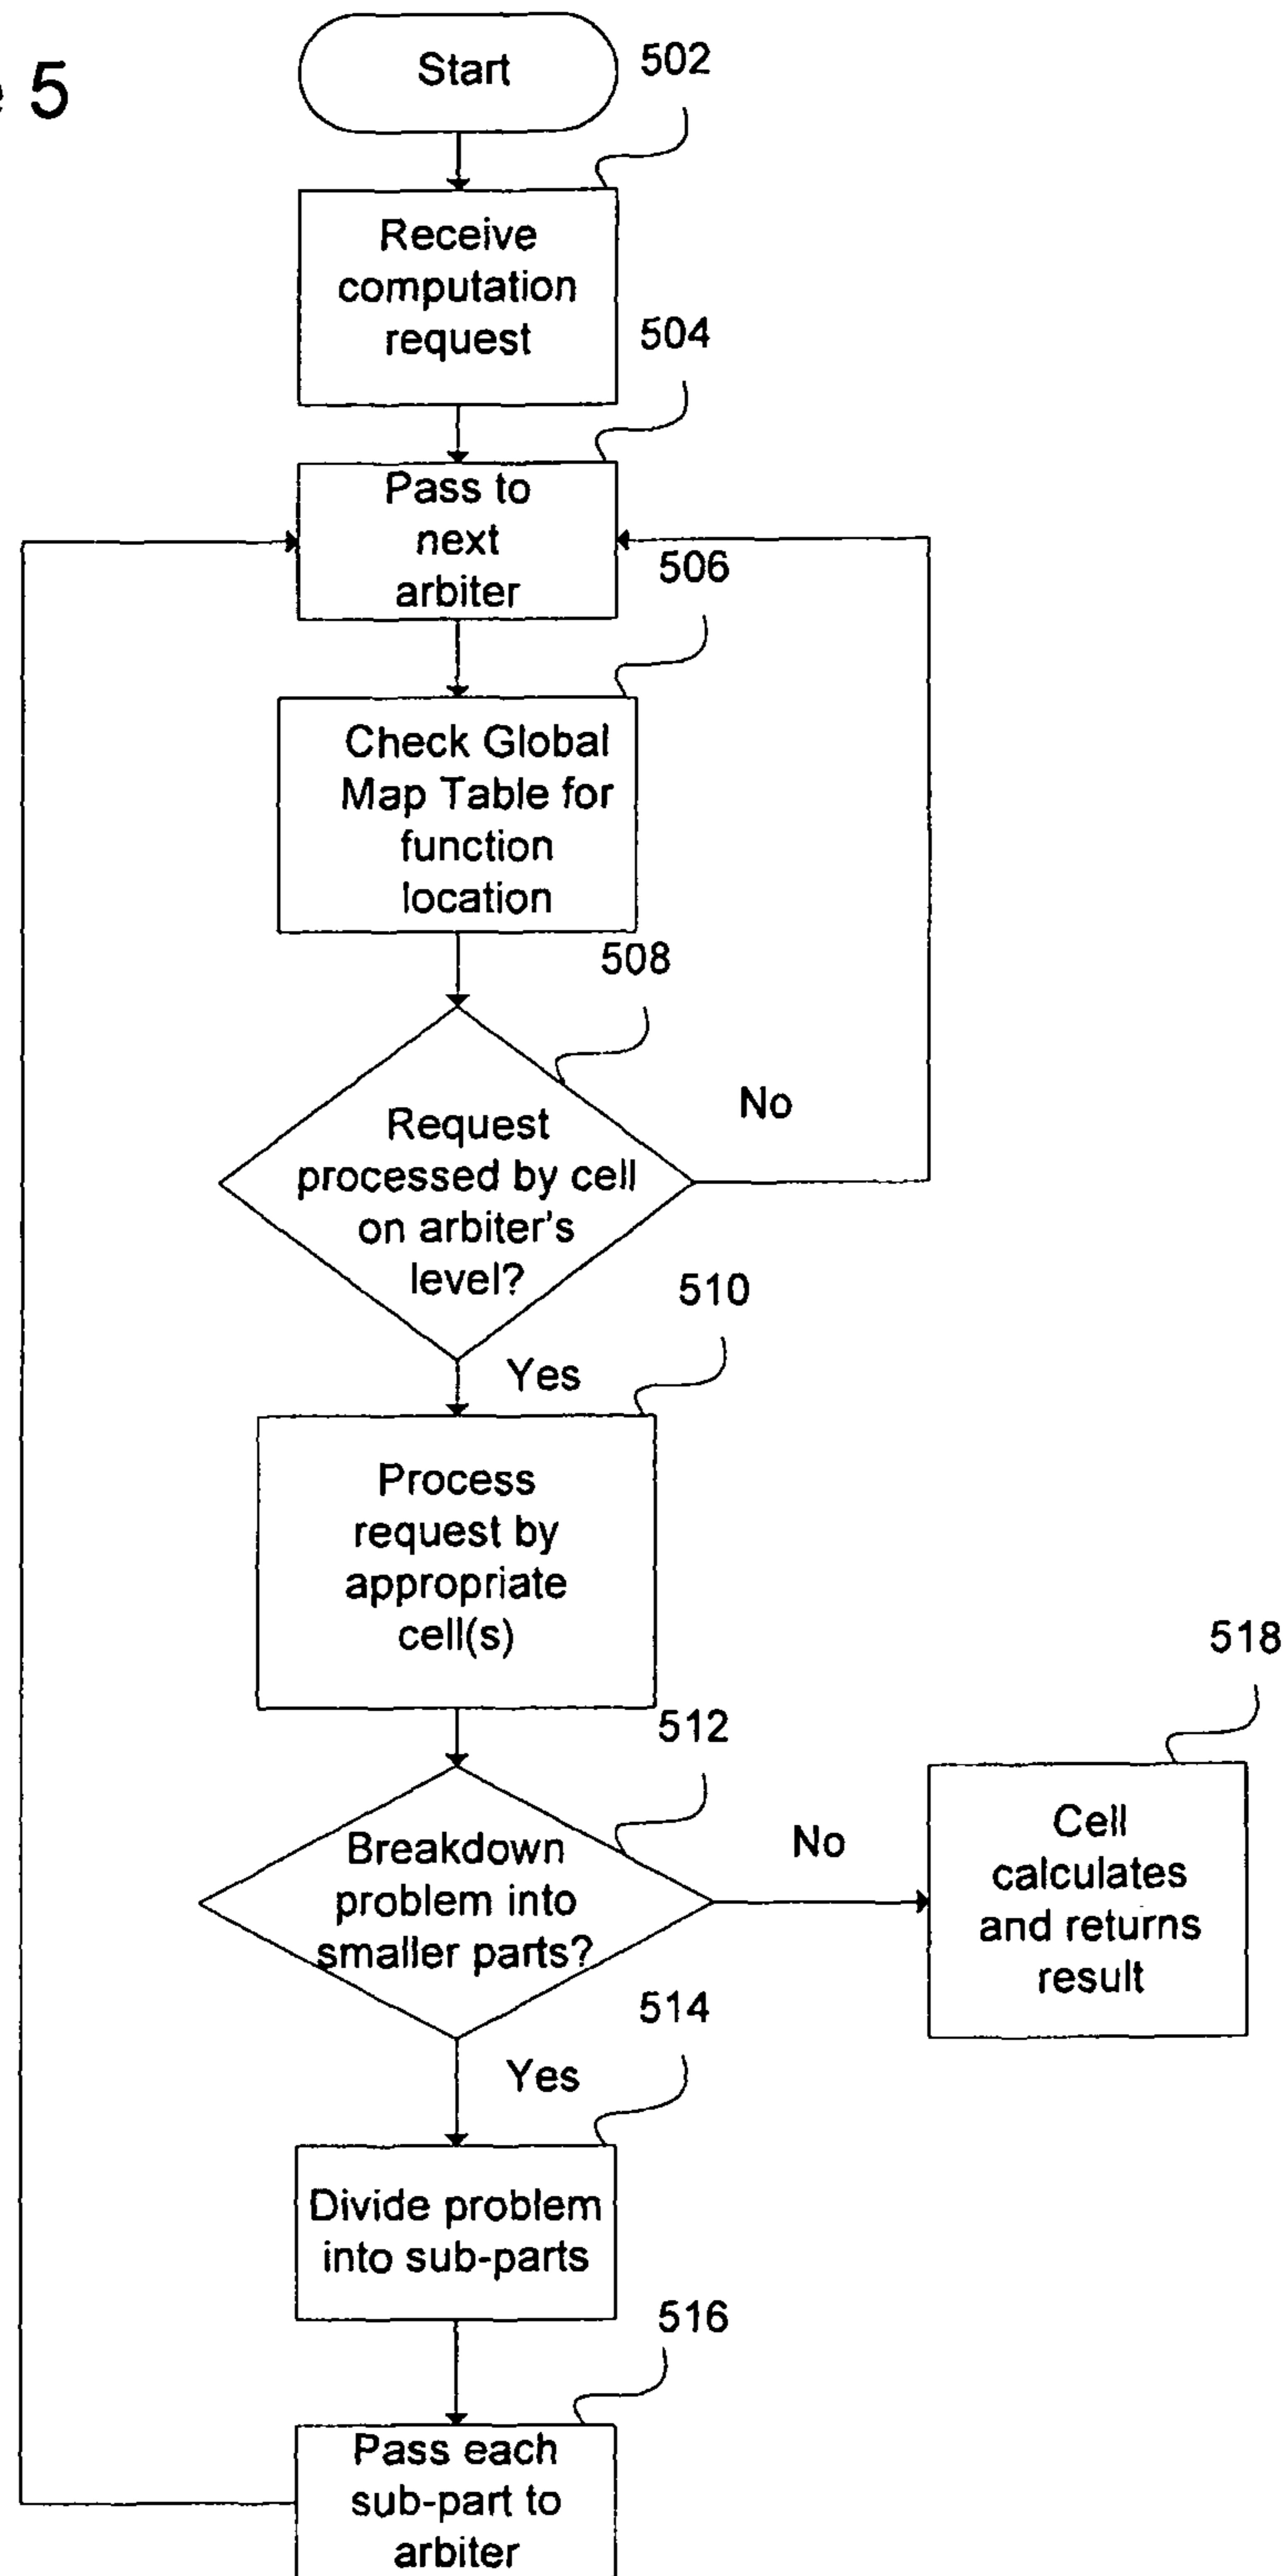 5
Start
502
Receive
computation
request
504
Pass to
next
arbiter
506
Check Global
Map Table for
function
location
508
Request
processed by cell
on arbiter's
level?
No
510
Yes
Process
request by
appropriate
cell(s)
512
518
Breakdown
problem into
smaller parts?
No
Cell
calculates
and returns
result
514
Yes
Divide problem
into sub-parts
516
Pass each
sub-part to
arbiter